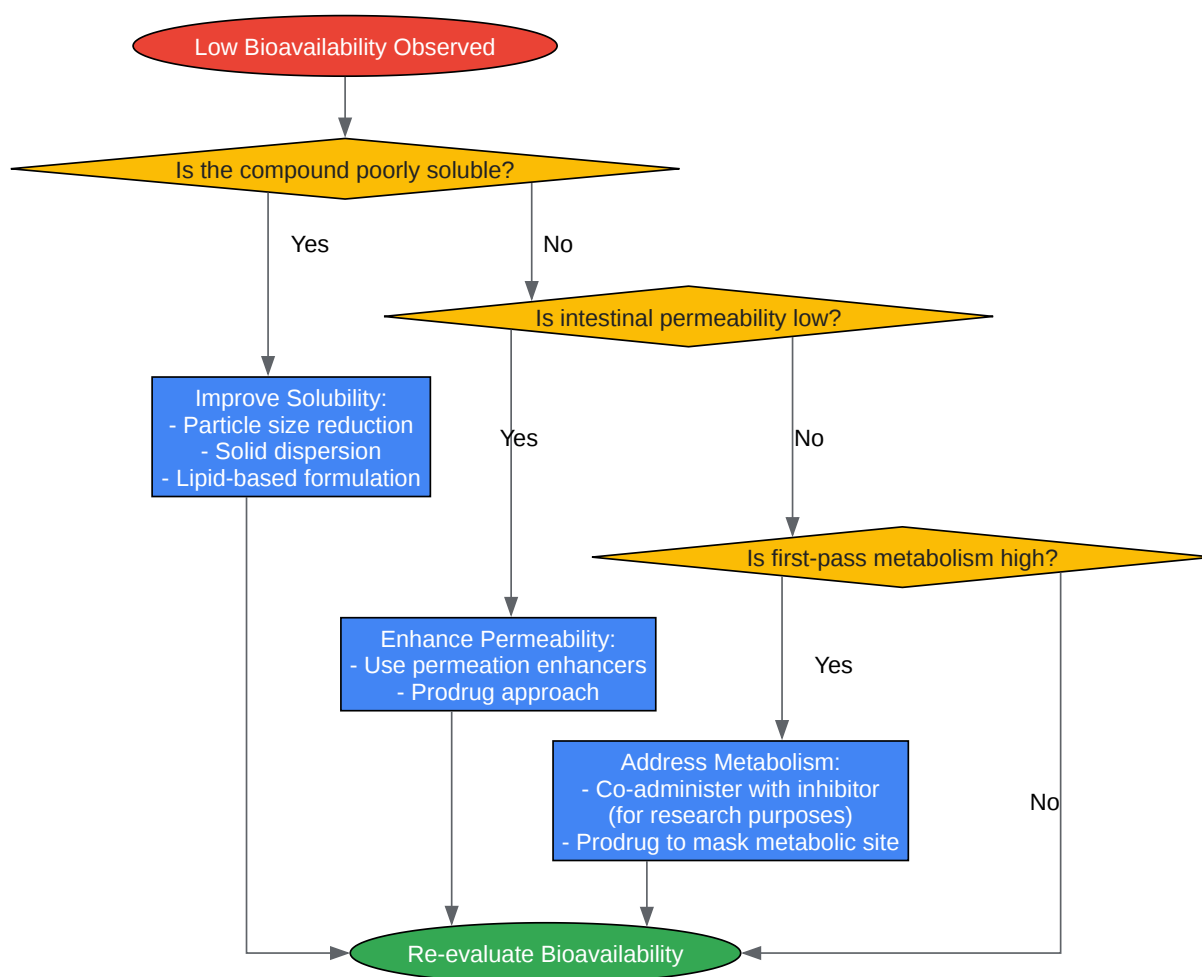 Low Bioavailability Observed
Is the compound poorly soluble?
Yes
No
Is intestinal permeability low?
Improve Solubility:
- Particle size reduction
- Solid dispersion
- Lipid-based formulation
Yes
No
Is first-pass metabolism high?
Enhance Permeability:
- Use permeation enhancers
- Prodrug approach
Yes
Address Metabolism:
- Co-administer with inhibitor
(for research purposes)
- Prodrug to mask metabolic site
No
Re-evaluate Bioavailability